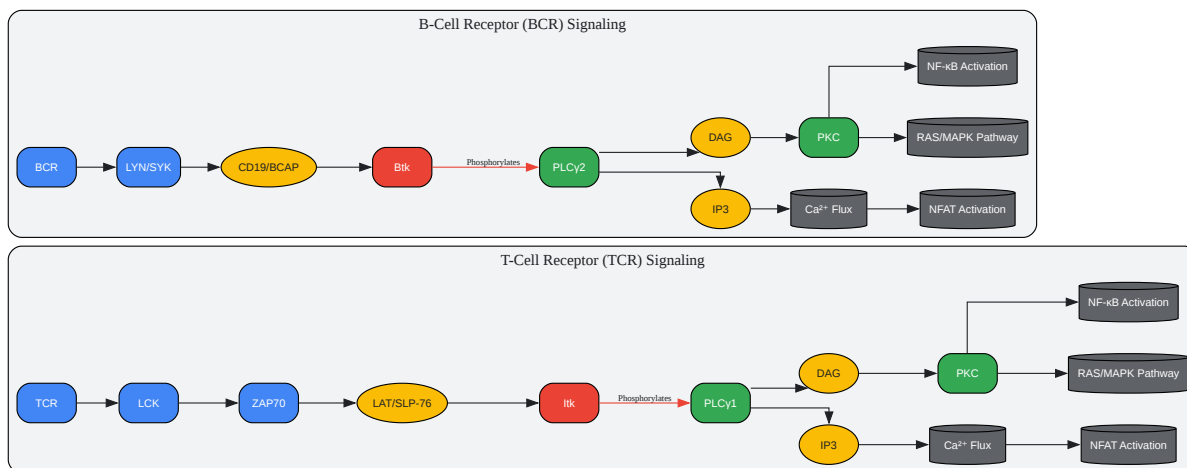 B-Cell Receptor (BCR) Signaling
NF-κB Activation
DAG
PKC
RAS/MAPK Pathway
BCR
LYN/SYK
CD19/BCAP
Btk
Phosphorylates
PLCγ2
IP3
Ca²⁺ Flux
NFAT Activation
T-Cell Receptor (TCR) Signaling
NF-κB Activation
DAG
PKC
RAS/MAPK Pathway
TCR
LCK
ZAP70
LAT/SLP-76
Itk
Phosphorylates
PLCγ1
IP3
Ca²⁺ Flux
NFAT Activation